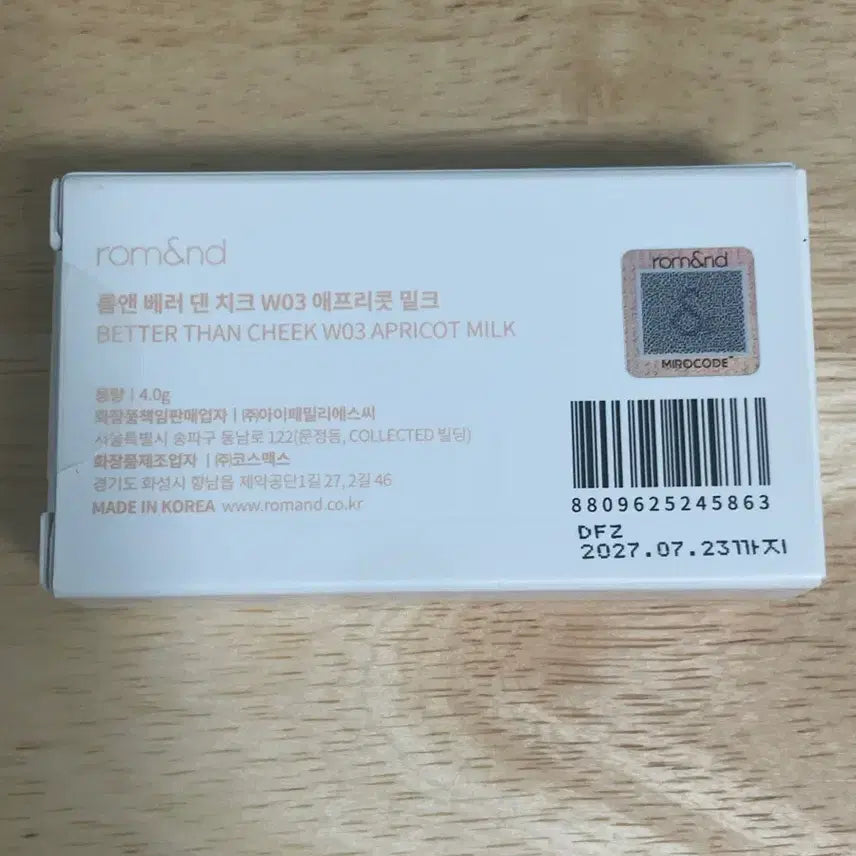 rom&nd
롬앤 베러 댄 치크 W03 애프리콧 밀크
BETTER THAN CHEEK W03 APRICOT MILK
용량 | 4.0g
화장품책임판매업자 | ㈜아이패밀리에스씨
서울특별시 송파구 동남로 122(문정동, COLLECTED 빌딩)
화장품제조업자 | ㈜코스맥스
경기도 화성시 향남읍 제약공단1길 27, 2길 46
MADE IN KOREA www.romand.co.kr
rom&nd
MIROCODE™
8809625245863
DFZ
2027.07.23까지